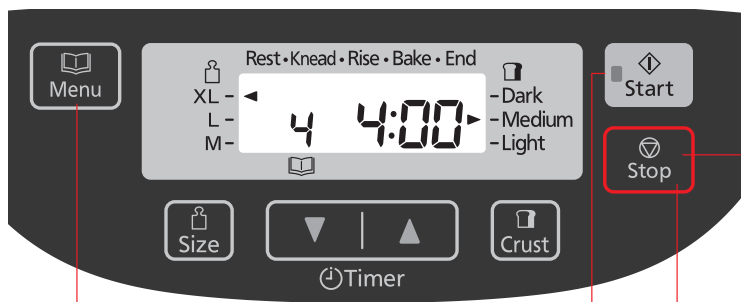 Rest • Knead • Rise • Bake • End
Menu
XL -
L -
M -
4 4:00
- Dark
- Medium
- Light
Start
Stop
Size
Timer
Crust